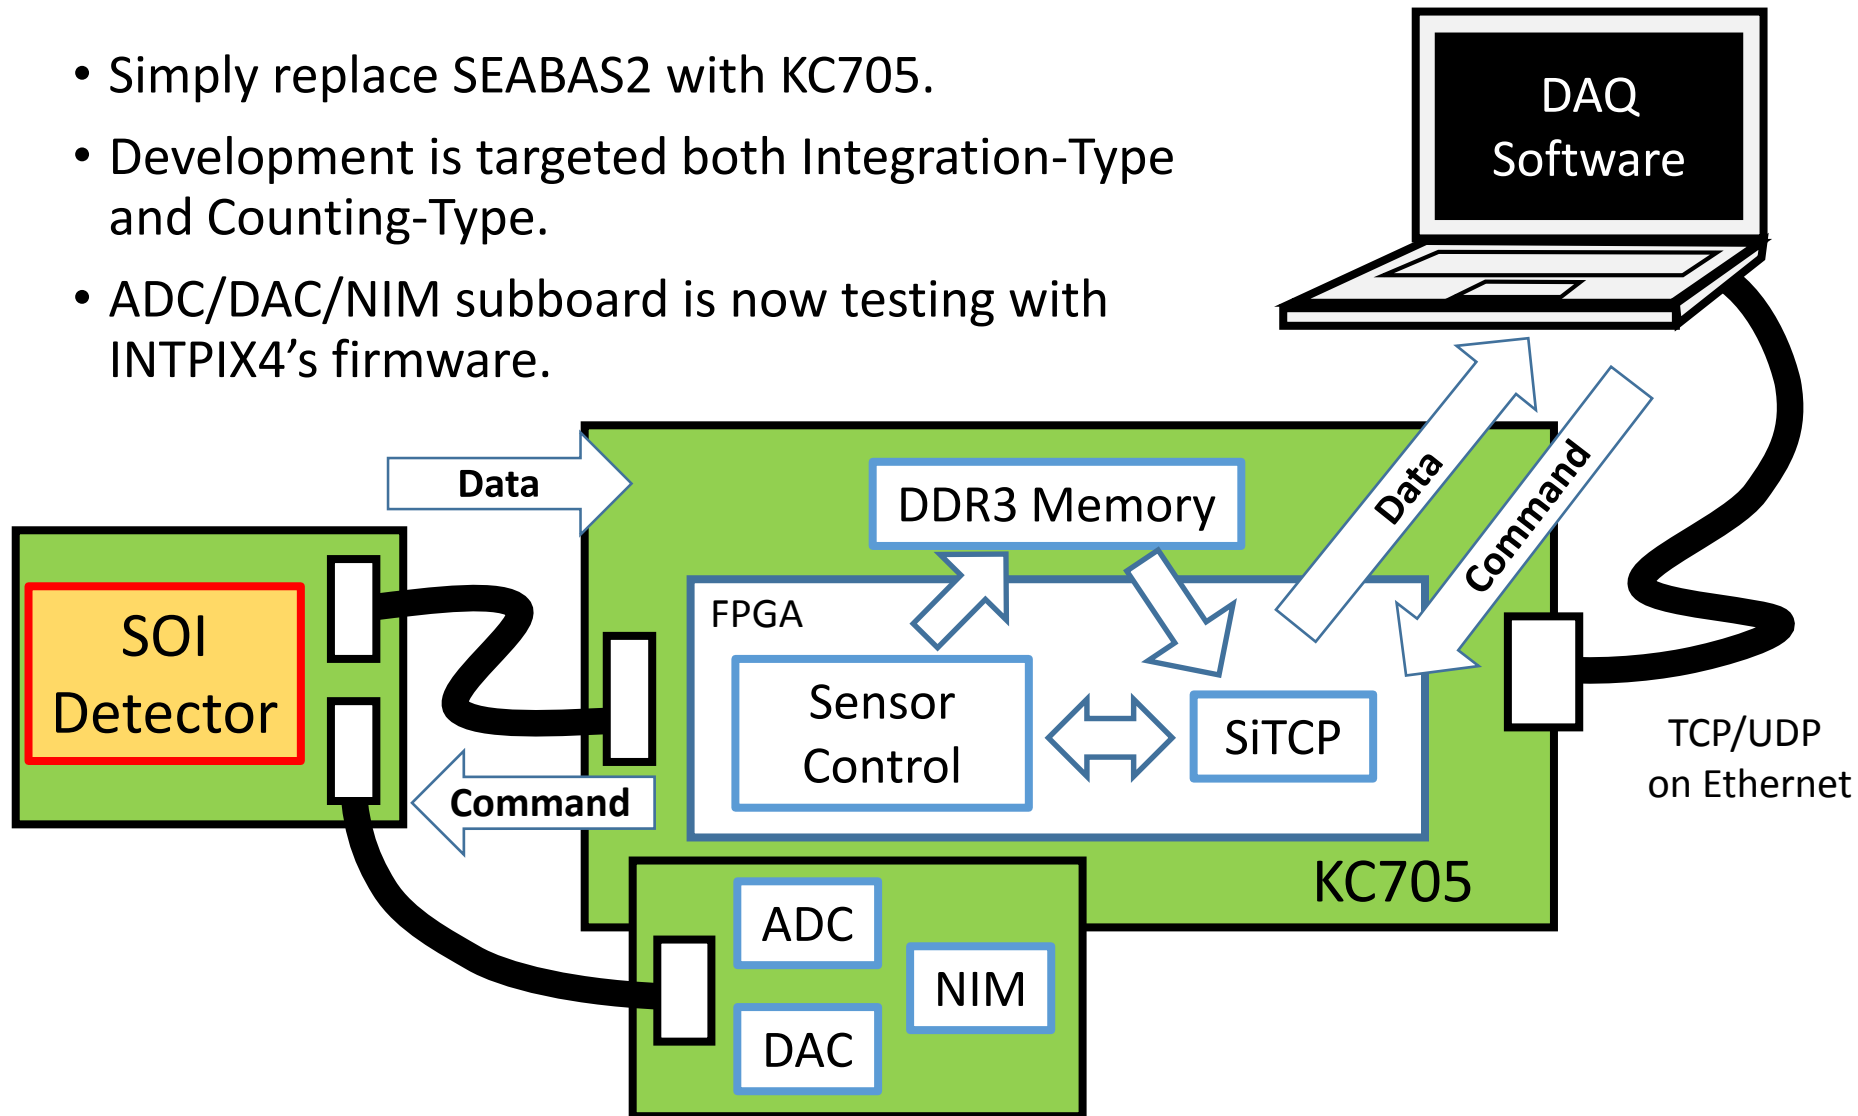 • Simply replace SEABAS2 with KC705.
• Development is targeted both Integration-Type
and Counting-Type.
• ADC/DAC/NIM subboard is now testing with
INTPIX4’s firmware.
DAQ
Software
Data
DDR3 Memory
Data
Command
FPGA
SOI
Detector
Sensor
Control
SiTCP
TCP/UDP
on Ethernet
Command
KC705
ADC
NIM
DAC